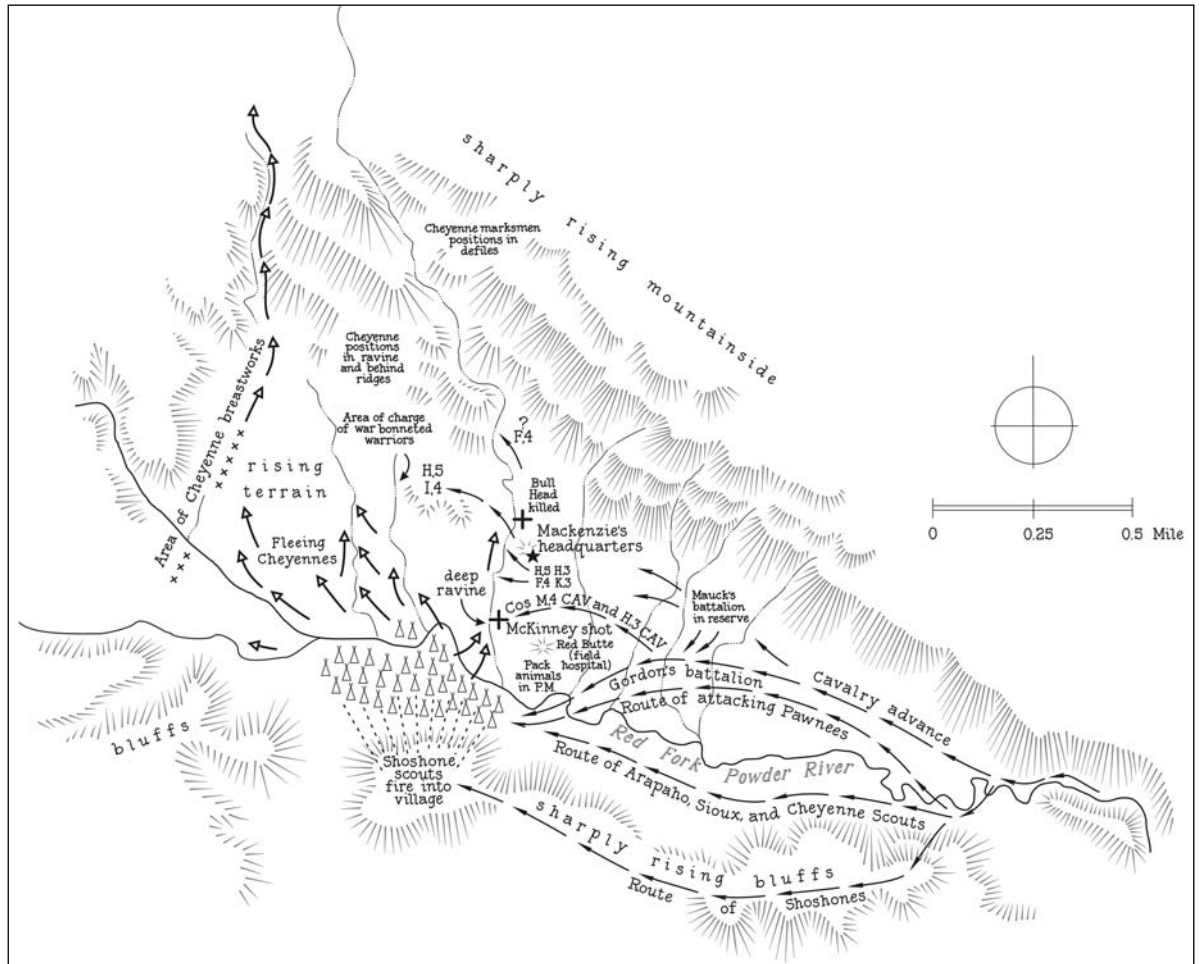 sharply rising mountainside
Cheyenne marksmen
positions in
defiles
Cheyenne
positions
in ravine
and behind
ridges
Area of Cheyenne breastworks
x x x x x x x x
Area of charge
of war bonneted
warriors
?
F,4
H,5
I,4
rising
terrain
Bull
Head
killed
Mackenzie's
headquarters
Fleeing
Cheyennes
H,5 H,3
F,4 K,3
deep
ravine
Cos M,4 CAV and H,3 CAV
McKinney shot
Red Butte
(field
hospital)
Pack
animals
in P.M.
Mauck's
battalion
in reserve
Gordon's battalion
Cavalry advance
Route of attacking Pawnees
Red Fork Powder River
Route of Arapaho, Sioux, and Cheyenne Scouts
bluffs
Shoshone
scouts
fire into
village
sharply rising bluffs
Route of Shoshones
0 0.25 0.5 Mile